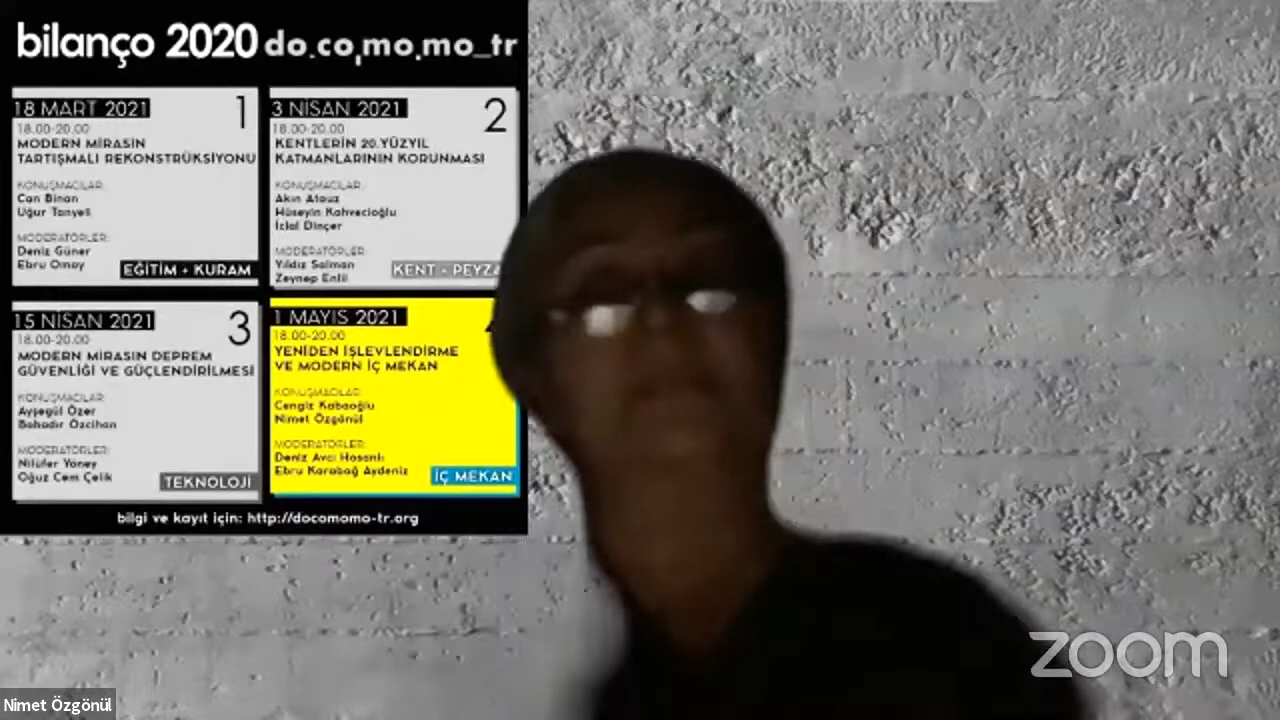 bilanço 2020 do.co,mo.mo_tr
18 MART 2021 1
18.00-20.00
MODERN MİRASIN
TARTIŞMALI REKONSTRÜKSİYONU
KONUŞMACILAR:
Can Binan
Uğur Tanyeli
MODERATÖRLER:
Deniz Güner
Ebru Omay
EĞİTİM + KURAM
3 NİSAN 2021 2
18.00-20.00
KENTLERİN 20.YÜZYIL
KATMANLARININ KORUNMASI
KONUŞMACILAR:
Akın Atauz
Hüseyin Kahvecioğlu
İclal Dinçer
MODERATÖRLER:
Yıldız Salman
Zeynep Enlil
KENT + PEYZA
15 NİSAN 2021 3
18.00-20.00
MODERN MİRASIN DEPREM
GÜVENLİĞİ VE GÜÇLENDİRİLMESİ
KONUŞMACILAR:
Ayşegül Özer
Bahadır Özcihan
MODERATÖRLER:
Nilüfer Yöney
Oğuz Cem Çelik
TEKNOLOJİ
1 MAYIS 2021
18.00-20.00
YENİDEN İŞLEVLENDİRME
VE MODERN İÇ MEKAN
KONUŞMACILAR:
Cengiz Kabaoğlu
Nimet Özgönül
MODERATÖRLER:
Deniz Avcı Hosanlı
Ebru Karabağ Aydeniz
İÇ MEKAN
bilgi ve kayıt için: http://docomomo-tr.org
zoom
Nimet Özgönül